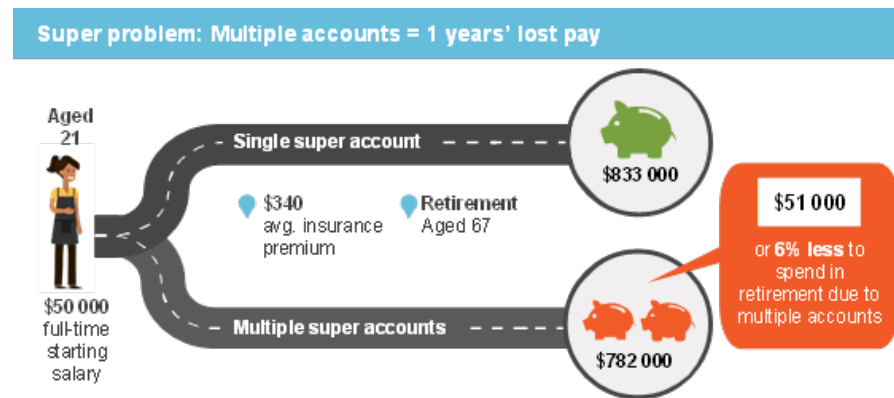 Super problem: Multiple accounts = 1 years' lost pay
Aged
21
$50 000
full-time
starting
salary
Single super account
$340
avg. insurance
premium
Retirement
Aged 67
Multiple super accounts
$833 000
$782 000
$51 000
or 6% less to
spend in
retirement due to
multiple accounts